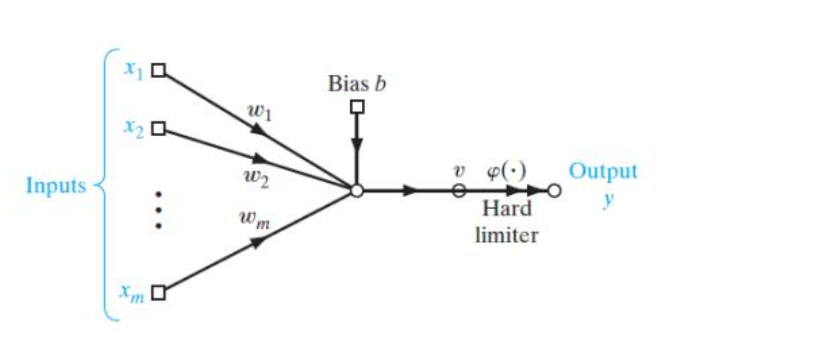 x₁
Bias b
w₁
x₂
w₂
Inputs
v φ(·) Output
y
Hard
limiter
wₘ
xₘ